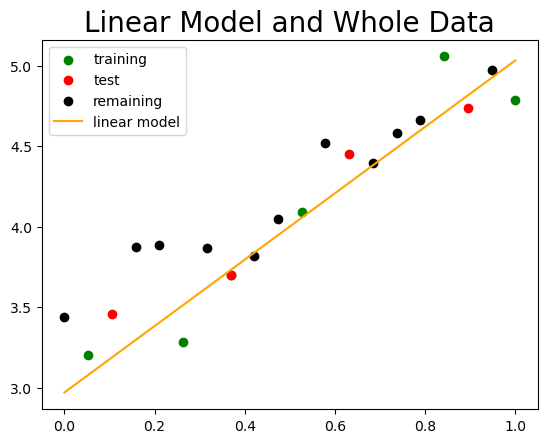 Linear Model and Whole Data
training
test
remaining
linear model
5.0
4.5
4.0
3.5
3.0
0.0 0.2 0.4 0.6 0.8 1.0